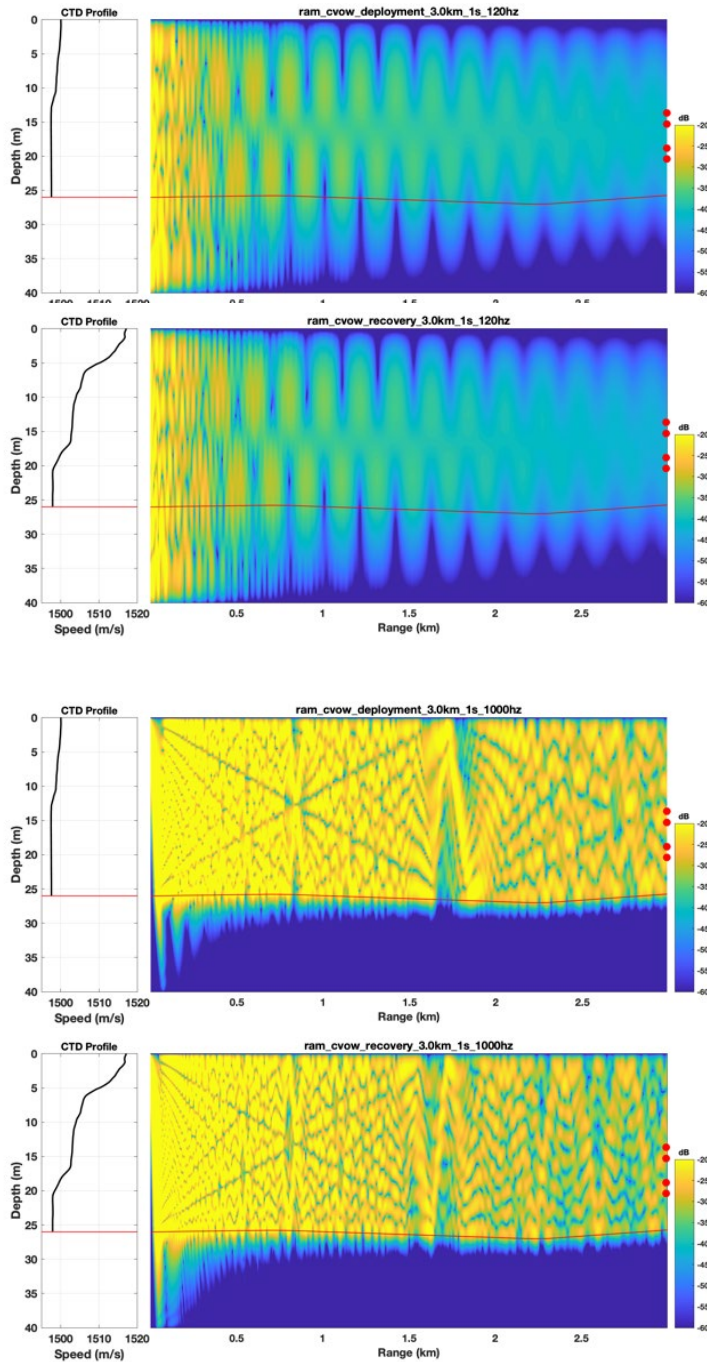 CTD Profile
ram_cvow_deployment_3.0km_1s_120hz
0
5
10
15
20
25
30
35
40
Depth (m)
1500 1510 1520
0.5 1 1.5 2 2.5
dB
-20
-25
-30
-35
-40
-45
-50
-55
-60
CTD Profile
ram_cvow_recovery_3.0km_1s_120hz
0
5
10
15
20
25
30
35
40
Depth (m)
1500 1510 1520
Speed (m/s)
0.5 1 1.5 2 2.5
Range (km)
dB
-20
-25
-30
-35
-40
-45
-50
-55
-60
CTD Profile
ram_cvow_deployment_3.0km_1s_1000hz
0
5
10
15
20
25
30
35
40
Depth (m)
1500 1510 1520
Speed (m/s)
0.5 1 1.5 2 2.5
Range (km)
dB
-20
-25
-30
-35
-40
-45
-50
-55
-60
CTD Profile
ram_cvow_recovery_3.0km_1s_1000hz
0
5
10
15
20
25
30
35
40
Depth (m)
1500 1510 1520
Speed (m/s)
0.5 1 1.5 2 2.5
Range (km)
dB
-20
-25
-30
-35
-40
-45
-50
-55
-60